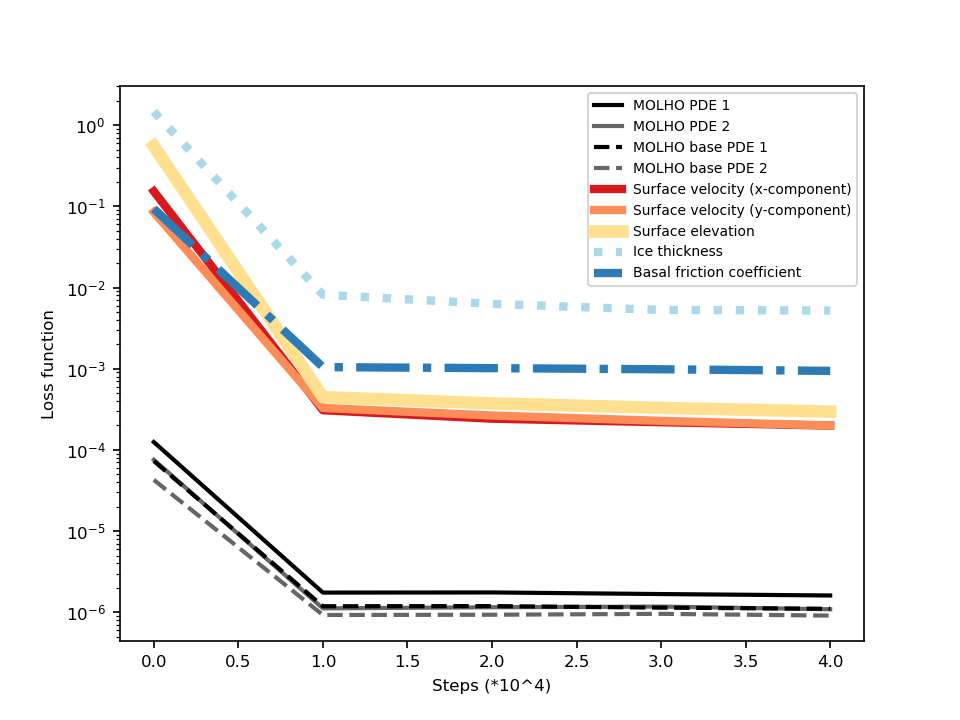 10⁰
10⁻¹
10⁻²
10⁻³
10⁻⁴
10⁻⁵
10⁻⁶
Loss function
MOLHO PDE 1
MOLHO PDE 2
MOLHO base PDE 1
MOLHO base PDE 2
Surface velocity (x-component)
Surface velocity (y-component)
Surface elevation
Ice thickness
Basal friction coefficient
0.0 0.5 1.0 1.5 2.0 2.5 3.0 3.5 4.0
Steps (*10^4)